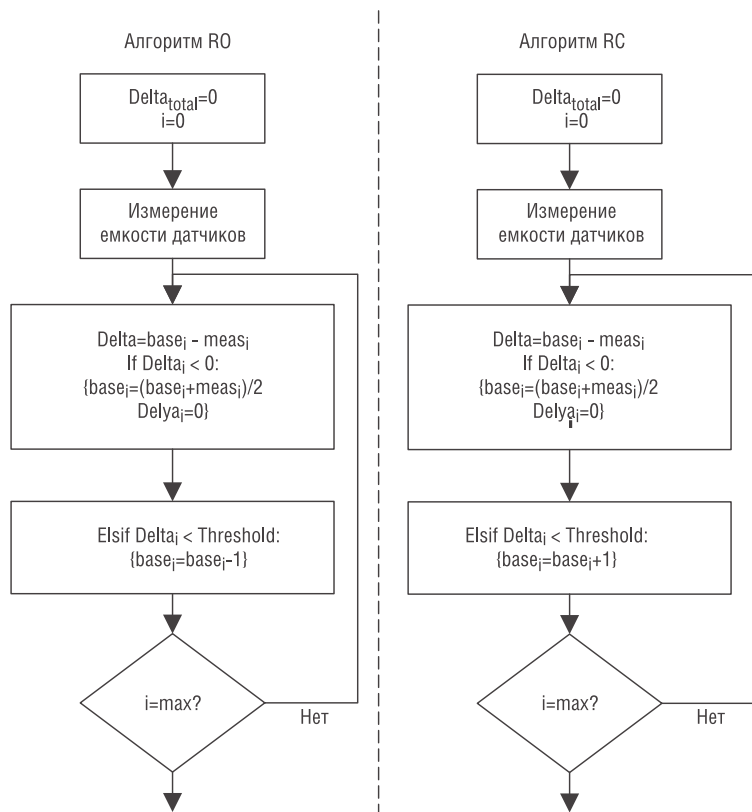 Алгоритм RO
Delta_total=0
i=0
Измерение
емкости датчиков
Delta=base_i - meas_i
If Delta_i < 0:
{base_i=(base_i+meas_i)/2
Delya_i=0}
Elsif Delta_i < Threshold:
{base_i=base_i-1}
i=max?
Нет
Алгоритм RC
Delta_total=0
i=0
Измерение
емкости датчиков
Delta=base_i - meas_i
If Delta_i < 0:
{base_i=(base_i+meas_i)/2
Delya_i=0}
Elsif Delta_i < Threshold:
{base_i=base_i+1}
i=max?
Нет